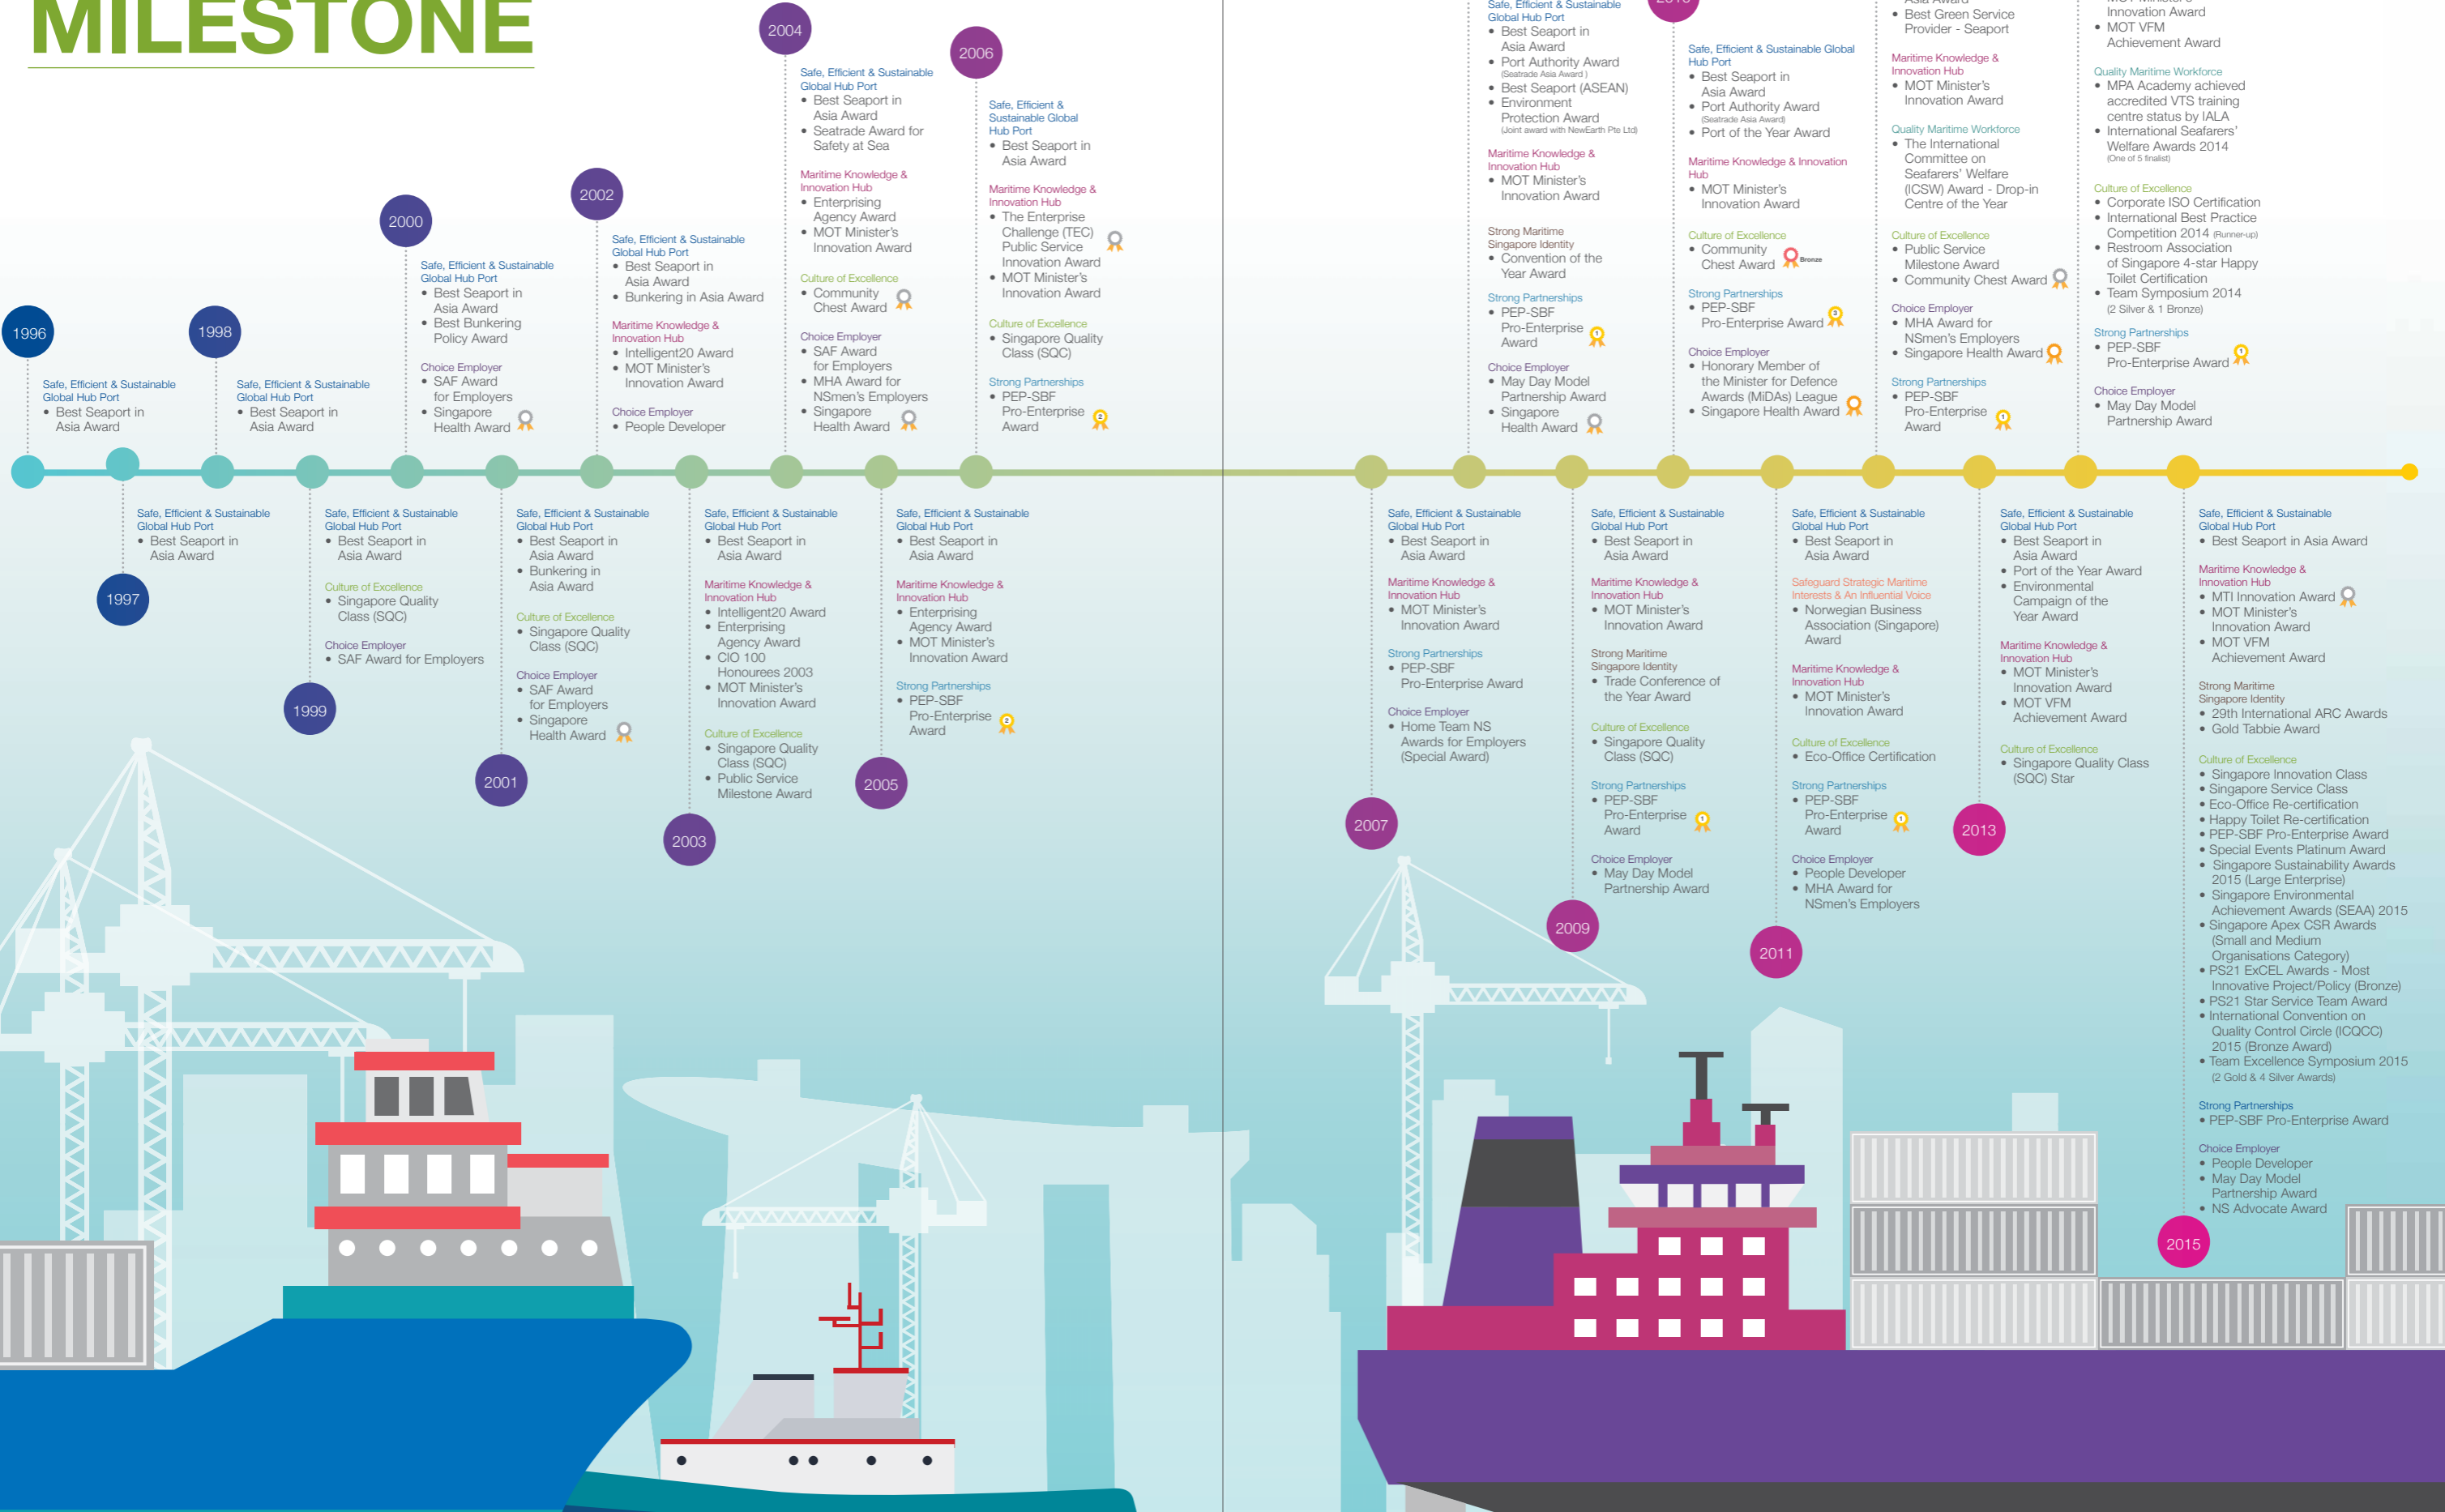 MILESTONE
1996
Safe, Efficient & Sustainable
Global Hub Port
• Best Seaport in
Asia Award
1997
Safe, Efficient & Sustainable
Global Hub Port
• Best Seaport in
Asia Award
1998
Safe, Efficient & Sustainable
Global Hub Port
• Best Seaport in
Asia Award
1999
Safe, Efficient & Sustainable
Global Hub Port
• Best Seaport in
Asia Award
Culture of Excellence
• Singapore Quality
Class (SQC)
Choice Employer
• SAF Award for Employers
2000
Safe, Efficient & Sustainable
Global Hub Port
• Best Seaport in
Asia Award
• Best Bunkering
Policy Award
Choice Employer
• SAF Award
for Employers
• Singapore
Health Award
2001
Safe, Efficient & Sustainable
Global Hub Port
• Best Seaport in
Asia Award
• Bunkering in
Asia Award
Culture of Excellence
• Singapore Quality
Class (SQC)
Choice Employer
• SAF Award
for Employers
• Singapore
Health Award
2002
Safe, Efficient & Sustainable
Global Hub Port
• Best Seaport in
Asia Award
• Bunkering in Asia Award
Maritime Knowledge &
Innovation Hub
• Intelligent20 Award
• MOT Minister's
Innovation Award
Choice Employer
• People Developer
2003
Safe, Efficient & Sustainable
Global Hub Port
• Best Seaport in
Asia Award
Maritime Knowledge &
Innovation Hub
• Intelligent20 Award
• Enterprising
Agency Award
• CIO 100
Honourees 2003
• MOT Minister's
Innovation Award
Culture of Excellence
• Singapore Quality
Class (SQC)
• Public Service
Milestone Award
2004
Safe, Efficient & Sustainable
Global Hub Port
• Best Seaport in
Asia Award
• Seatrade Award for
Safety at Sea
Maritime Knowledge &
Innovation Hub
• Enterprising
Agency Award
• MOT Minister's
Innovation Award
Culture of Excellence
• Community
Chest Award
Choice Employer
• SAF Award
for Employers
• MHA Award for
NSmen's Employers
• Singapore
Health Award
2005
Safe, Efficient & Sustainable
Global Hub Port
• Best Seaport in
Asia Award
Maritime Knowledge &
Innovation Hub
• Enterprising
Agency Award
• MOT Minister's
Innovation Award
Strong Partnerships
• PEP-SBF
Pro-Enterprise
Award
2
2006
Safe, Efficient &
Sustainable Global
Hub Port
• Best Seaport in
Asia Award
Maritime Knowledge &
Innovation Hub
• The Enterprise
Challenge (TEC)
Public Service
Innovation Award
• MOT Minister's
Innovation Award
Culture of Excellence
• Singapore Quality
Class (SQC)
Strong Partnerships
• PEP-SBF
Pro-Enterprise
Award
2
2007
Safe, Efficient & Sustainable
Global Hub Port
• Best Seaport in
Asia Award
Maritime Knowledge &
Innovation Hub
• MOT Minister's
Innovation Award
Strong Partnerships
• PEP-SBF
Pro-Enterprise Award
Choice Employer
• Home Team NS
Awards for Employers
(Special Award)
Safe, Efficient & Sustainable
Global Hub Port
• Best Seaport in
Asia Award
• Port Authority Award
(Seatrade Asia Award )
• Best Seaport (ASEAN)
• Environment
Protection Award
(Joint award with NewEarth Pte Ltd)
Maritime Knowledge &
Innovation Hub
• MOT Minister's
Innovation Award
Strong Maritime
Singapore Identity
• Convention of the
Year Award
Strong Partnerships
• PEP-SBF
Pro-Enterprise
Award
1
Choice Employer
• May Day Model
Partnership Award
• Singapore
Health Award
2009
Safe, Efficient & Sustainable
Global Hub Port
• Best Seaport in
Asia Award
Maritime Knowledge &
Innovation Hub
• MOT Minister's
Innovation Award
Strong Maritime
Singapore Identity
• Trade Conference of
the Year Award
Culture of Excellence
• Singapore Quality
Class (SQC)
Strong Partnerships
• PEP-SBF
Pro-Enterprise
Award
1
Choice Employer
• May Day Model
Partnership Award
Safe, Efficient & Sustainable Global
Hub Port
• Best Seaport in
Asia Award
• Port Authority Award
(Seatrade Asia Award)
• Port of the Year Award
Maritime Knowledge & Innovation
Hub
• MOT Minister's
Innovation Award
Culture of Excellence
• Community
Chest Award
Bronze
Strong Partnerships
• PEP-SBF
Pro-Enterprise Award
3
Choice Employer
• Honorary Member of
the Minister for Defence
Awards (MiDAs) League
• Singapore Health Award
2011
Safe, Efficient & Sustainable
Global Hub Port
• Best Seaport in
Asia Award
Safeguard Strategic Maritime
Interests & An Influential Voice
• Norwegian Business
Association (Singapore)
Award
Maritime Knowledge &
Innovation Hub
• MOT Minister's
Innovation Award
Culture of Excellence
• Eco-Office Certification
Strong Partnerships
• PEP-SBF
Pro-Enterprise
Award
1
Choice Employer
• People Developer
• MHA Award for
NSmen's Employers
• Best Green Service
Provider - Seaport
Maritime Knowledge &
Innovation Hub
• MOT Minister's
Innovation Award
Quality Maritime Workforce
• The International
Committee on
Seafarers' Welfare
(ICSW) Award - Drop-in
Centre of the Year
Culture of Excellence
• Public Service
Milestone Award
• Community Chest Award
Choice Employer
• MHA Award for
NSmen's Employers
• Singapore Health Award
Strong Partnerships
• PEP-SBF
Pro-Enterprise
Award
1
2013
Safe, Efficient & Sustainable
Global Hub Port
• Best Seaport in
Asia Award
• Port of the Year Award
• Environmental
Campaign of the
Year Award
Maritime Knowledge &
Innovation Hub
• MOT Minister's
Innovation Award
• MOT VFM
Achievement Award
Culture of Excellence
• Singapore Quality Class
(SQC) Star
Innovation Award
• MOT VFM
Achievement Award
Quality Maritime Workforce
• MPA Academy achieved
accredited VTS training
centre status by IALA
• International Seafarers'
Welfare Awards 2014
(One of 5 finalist)
Culture of Excellence
• Corporate ISO Certification
• International Best Practice
Competition 2014 (Runner-up)
• Restroom Association
of Singapore 4-star Happy
Toilet Certification
• Team Symposium 2014
(2 Silver & 1 Bronze)
Strong Partnerships
• PEP-SBF
Pro-Enterprise Award
1
Choice Employer
• May Day Model
Partnership Award
2015
Safe, Efficient & Sustainable
Global Hub Port
• Best Seaport in Asia Award
Maritime Knowledge &
Innovation Hub
• MTI Innovation Award
• MOT Minister's
Innovation Award
• MOT VFM
Achievement Award
Strong Maritime
Singapore Identity
• 29th International ARC Awards
• Gold Tabbie Award
Culture of Excellence
• Singapore Innovation Class
• Singapore Service Class
• Eco-Office Re-certification
• Happy Toilet Re-certification
• PEP-SBF Pro-Enterprise Award
• Special Events Platinum Award
• Singapore Sustainability Awards
2015 (Large Enterprise)
• Singapore Environmental
Achievement Awards (SEAA) 2015
• Singapore Apex CSR Awards
(Small and Medium
Organisations Category)
• PS21 ExCEL Awards - Most
Innovative Project/Policy (Bronze)
• PS21 Star Service Team Award
• International Convention on
Quality Control Circle (ICQCC)
2015 (Bronze Award)
• Team Excellence Symposium 2015
(2 Gold & 4 Silver Awards)
Strong Partnerships
• PEP-SBF Pro-Enterprise Award
Choice Employer
• People Developer
• May Day Model
Partnership Award
• NS Advocate Award